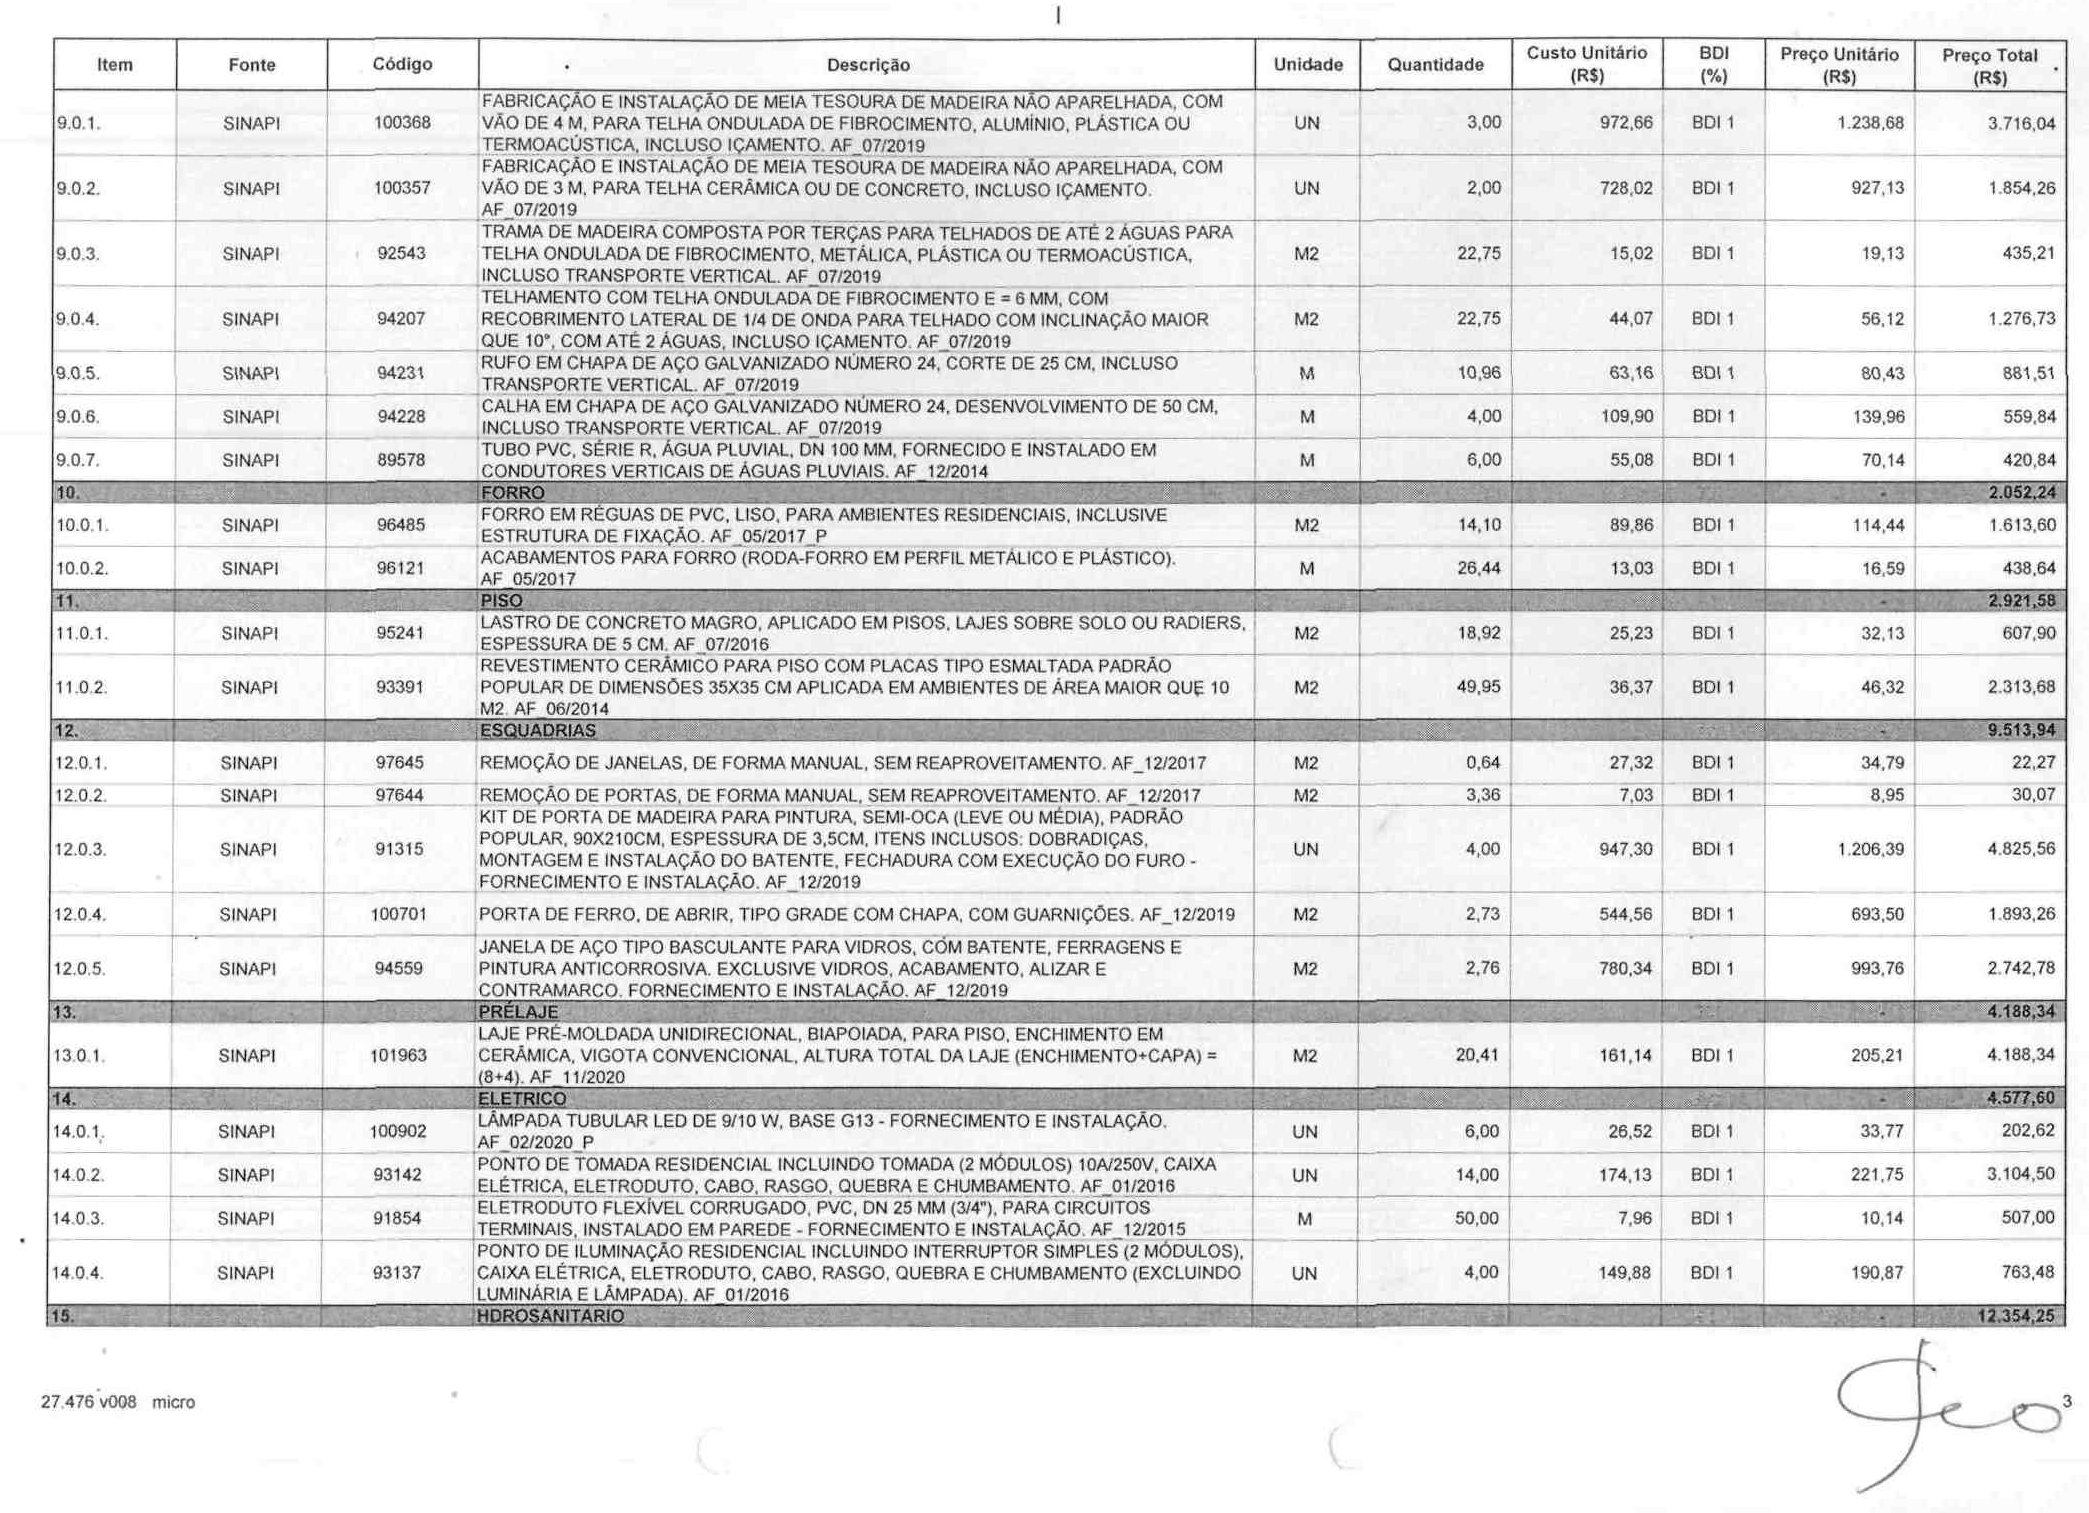 Item Fonte Código Descrição Unidade Quantidade Custo Unitário (R$) BDI (%) Preço Unitário (R$) Preço Total (R$)
FABRICAÇÃO E INSTALAÇÃO DE MEIA TESOURA DE MADEIRA NÃO APARELHADA, COM
9.0.1. SINAPI 100368 VÃO DE 4 M, PARA TELHA ONDULADA DE FIBROCIMENTO, ALUMÍNIO, PLÁSTICA OU UN 3,00 972,66 BDI 1 1.238,68 3.716,04
TERMOACÚSTICA, INCLUSO IÇAMENTO. AF_07/2019
FABRICAÇÃO E INSTALAÇÃO DE MEIA TESOURA DE MADEIRA NÃO APARELHADA, COM
9.0.2. SINAPI 100357 VÃO DE 3 M, PARA TELHA CERÂMICA OU DE CONCRETO, INCLUSO IÇAMENTO. UN 2,00 728,02 BDI 1 927,13 1.854,26
AF_07/2019
TRAMA DE MADEIRA COMPOSTA POR TERÇAS PARA TELHADOS DE ATÉ 2 ÁGUAS PARA
9.0.3. SINAPI 92543 TELHA ONDULADA DE FIBROCIMENTO, METÁLICA, PLÁSTICA OU TERMOACÚSTICA, M2 22,75 15,02 BDI 1 19,13 435,21
INCLUSO TRANSPORTE VERTICAL. AF_07/2019
TELHAMENTO COM TELHA ONDULADA DE FIBROCIMENTO E = 6 MM, COM
9.0.4. SINAPI 94207 RECOBRIMENTO LATERAL DE 1/4 DE ONDA PARA TELHADO COM INCLINAÇÃO MAIOR M2 22,75 44,07 BDI 1 56,12 1.276,73
QUE 10°, COM ATÉ 2 ÁGUAS, INCLUSO IÇAMENTO. AF_07/2019
RUFO EM CHAPA DE AÇO GALVANIZADO NÚMERO 24, CORTE DE 25 CM, INCLUSO
9.0.5. SINAPI 94231 TRANSPORTE VERTICAL. AF_07/2019 M 10,96 63,16 BDI 1 80,43 881,51
CALHA EM CHAPA DE AÇO GALVANIZADO NÚMERO 24, DESENVOLVIMENTO DE 50 CM,
9.0.6. SINAPI 94228 INCLUSO TRANSPORTE VERTICAL. AF_07/2019 M 4,00 109,90 BDI 1 139,96 559,84
TUBO PVC, SÉRIE R, ÁGUA PLUVIAL, DN 100 MM, FORNECIDO E INSTALADO EM
9.0.7. SINAPI 89578 CONDUTORES VERTICAIS DE ÁGUAS PLUVIAIS. AF_12/2014 M 6,00 55,08 BDI 1 70,14 420,84
10. FORRO - 2.052,24
FORRO EM RÉGUAS DE PVC, LISO, PARA AMBIENTES RESIDENCIAIS, INCLUSIVE
10.0.1. SINAPI 96485 ESTRUTURA DE FIXAÇÃO. AF_05/2017_P M2 14,10 89,86 BDI 1 114,44 1.613,60
ACABAMENTOS PARA FORRO (RODA-FORRO EM PERFIL METÁLICO E PLÁSTICO).
10.0.2. SINAPI 96121 AF_05/2017 M 26,44 13,03 BDI 1 16,59 438,64
11. PISO - 2.921,58
LASTRO DE CONCRETO MAGRO, APLICADO EM PISOS, LAJES SOBRE SOLO OU RADIERS,
11.0.1. SINAPI 95241 ESPESSURA DE 5 CM. AF_07/2016 M2 18,92 25,23 BDI 1 32,13 607,90
REVESTIMENTO CERÂMICO PARA PISO COM PLACAS TIPO ESMALTADA PADRÃO
11.0.2. SINAPI 93391 POPULAR DE DIMENSÕES 35X35 CM APLICADA EM AMBIENTES DE ÁREA MAIOR QUE 10 M2 49,95 36,37 BDI 1 46,32 2.313,68
M2. AF_06/2014
12. ESQUADRIAS - 9.513,94
12.0.1. SINAPI 97645 REMOÇÃO DE JANELAS, DE FORMA MANUAL, SEM REAPROVEITAMENTO. AF_12/2017 M2 0,64 27,32 BDI 1 34,79 22,27
12.0.2. SINAPI 97644 REMOÇÃO DE PORTAS, DE FORMA MANUAL, SEM REAPROVEITAMENTO. AF_12/2017 M2 3,36 7,03 BDI 1 8,95 30,07
KIT DE PORTA DE MADEIRA PARA PINTURA, SEMI-OCA (LEVE OU MÉDIA), PADRÃO
POPULAR, 90X210CM, ESPESSURA DE 3,5CM, ITENS INCLUSOS: DOBRADIÇAS,
12.0.3. SINAPI 91315 MONTAGEM E INSTALAÇÃO DO BATENTE, FECHADURA COM EXECUÇÃO DO FURO - UN 4,00 947,30 BDI 1 1.206,39 4.825,56
FORNECIMENTO E INSTALAÇÃO. AF_12/2019
12.0.4. SINAPI 100701 PORTA DE FERRO, DE ABRIR, TIPO GRADE COM CHAPA, COM GUARNIÇÕES. AF_12/2019 M2 2,73 544,56 BDI 1 693,50 1.893,26
JANELA DE AÇO TIPO BASCULANTE PARA VIDROS, COM BATENTE, FERRAGENS E
12.0.5. SINAPI 94559 PINTURA ANTICORROSIVA. EXCLUSIVE VIDROS, ACABAMENTO, ALIZAR E M2 2,76 780,34 BDI 1 993,76 2.742,78
CONTRAMARCO. FORNECIMENTO E INSTALAÇÃO. AF_12/2019
13. PRÉLAJE - 4.188,34
LAJE PRÉ-MOLDADA UNIDIRECIONAL, BIAPOIADA, PARA PISO, ENCHIMENTO EM
13.0.1. SINAPI 101963 CERÂMICA, VIGOTA CONVENCIONAL, ALTURA TOTAL DA LAJE (ENCHIMENTO+CAPA) = M2 20,41 161,14 BDI 1 205,21 4.188,34
(8+4). AF_11/2020
14. ELETRICO - 4.577,60
LÂMPADA TUBULAR LED DE 9/10 W, BASE G13 - FORNECIMENTO E INSTALAÇÃO.
14.0.1. SINAPI 100902 AF_02/2020_P UN 6,00 26,52 BDI 1 33,77 202,62
PONTO DE TOMADA RESIDENCIAL INCLUINDO TOMADA (2 MÓDULOS) 10A/250V, CAIXA
14.0.2. SINAPI 93142 ELÉTRICA, ELETRODUTO, CABO, RASGO, QUEBRA E CHUMBAMENTO. AF_01/2016 UN 14,00 174,13 BDI 1 221,75 3.104,50
ELETRODUTO FLEXÍVEL CORRUGADO, PVC, DN 25 MM (3/4"), PARA CIRCUITOS
14.0.3. SINAPI 91854 TERMINAIS, INSTALADO EM PAREDE - FORNECIMENTO E INSTALAÇÃO. AF_12/2015 M 50,00 7,96 BDI 1 10,14 507,00
PONTO DE ILUMINAÇÃO RESIDENCIAL INCLUINDO INTERRUPTOR SIMPLES (2 MÓDULOS),
14.0.4. SINAPI 93137 CAIXA ELÉTRICA, ELETRODUTO, CABO, RASGO, QUEBRA E CHUMBAMENTO (EXCLUINDO UN 4,00 149,88 BDI 1 190,87 763,48
LUMINÁRIA E LÂMPADA). AF_01/2016
15. HDROSANITARIO - 12.354,25
27.476 v008 micro 3